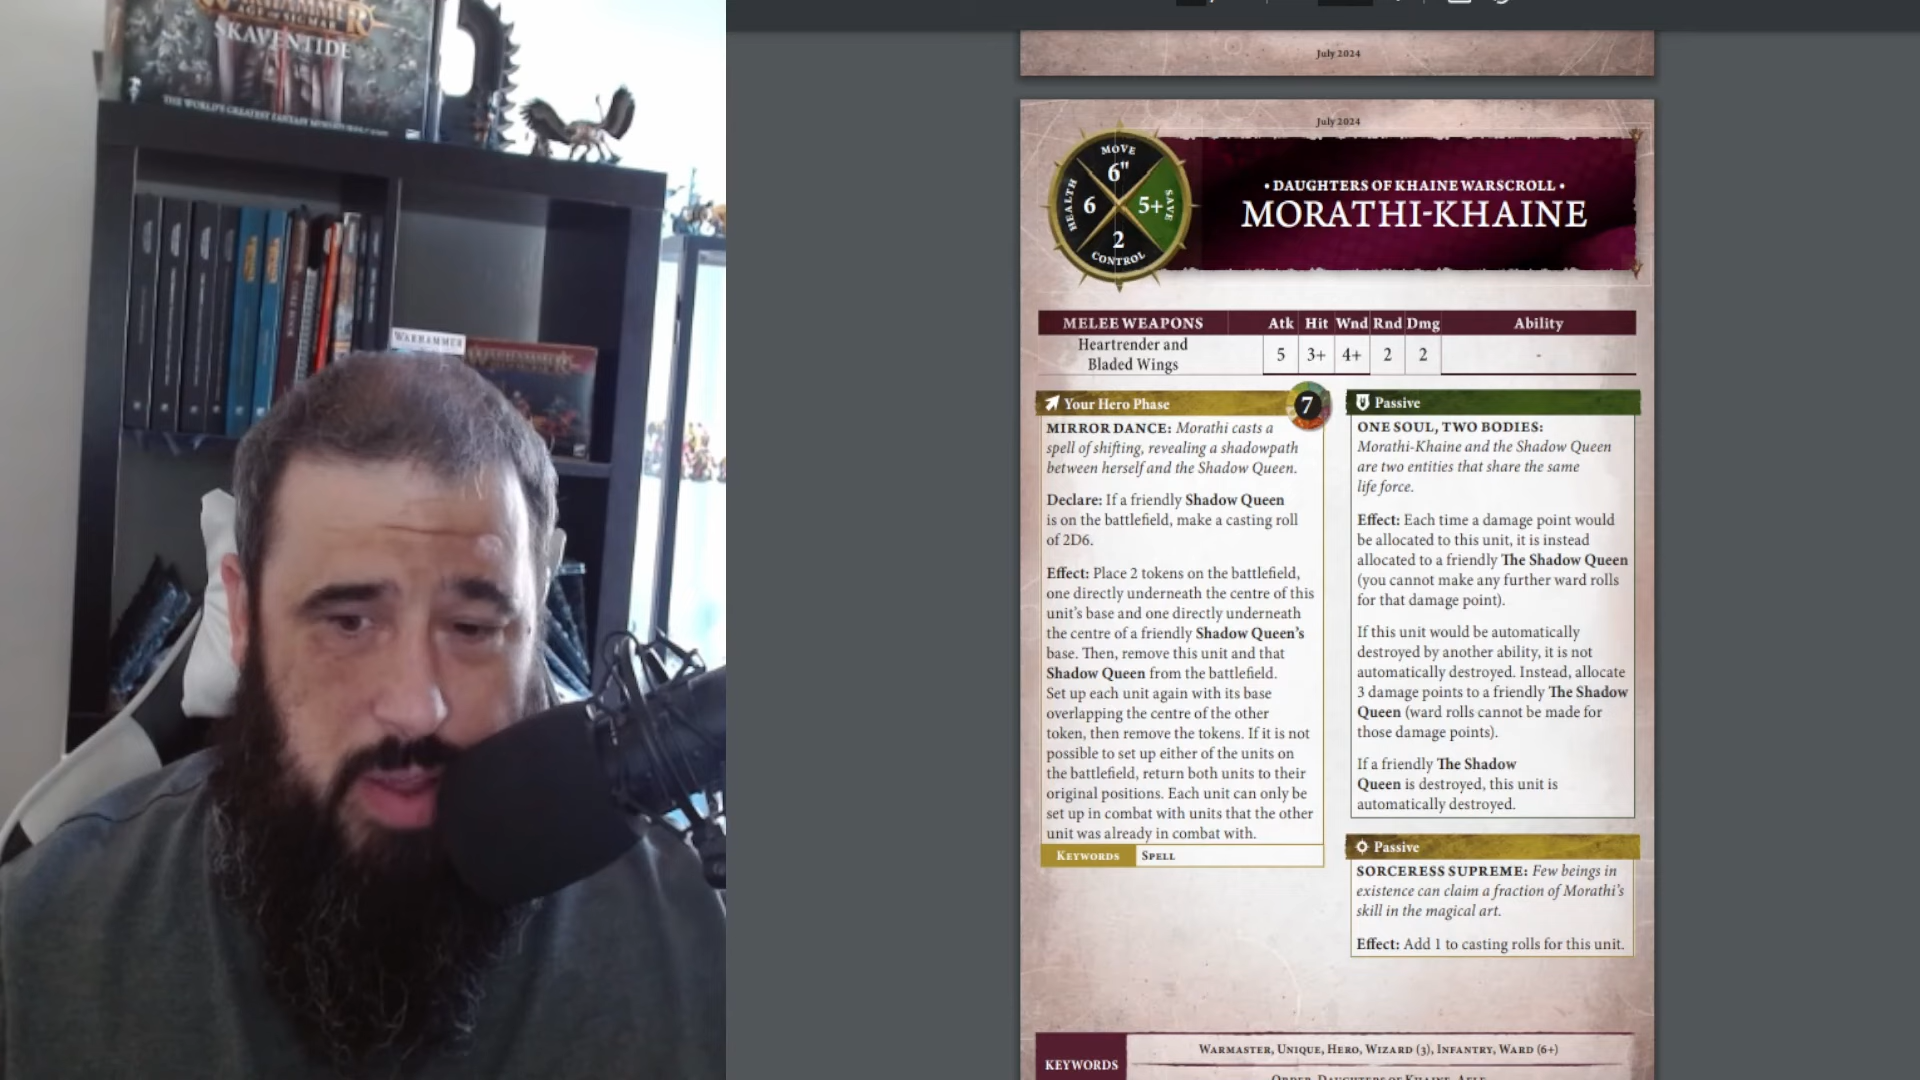 SKAVENTIDE
WARHAMMER
July 2024
July 2024
MOVE
6"
HEALTH
6
5+
SAVE
2
CONTROL
• DAUGHTERS OF KHAINE WARSCROLL •
MORATHI-KHAINE
MELEE WEAPONS Atk Hit Wnd Rnd Dmg Ability
Heartrender and
Bladed Wings
5 3+ 4+ 2 2 -
Your Hero Phase
7
MIRROR DANCE: Morathi casts a
spell of shifting, revealing a shadowpath
between herself and the Shadow Queen.
Declare: If a friendly Shadow Queen
is on the battlefield, make a casting roll
of 2D6.
Effect: Place 2 tokens on the battlefield,
one directly underneath the centre of this
unit's base and one directly underneath
the centre of a friendly Shadow Queen's
base. Then, remove this unit and that
Shadow Queen from the battlefield.
Set up each unit again with its base
overlapping the centre of the other
token, then remove the tokens. If it is not
possible to set up either of the units on
the battlefield, return both units to their
original positions. Each unit can only be
set up in combat with units that the other
unit was already in combat with.
KEYWORDS SPELL
Passive
ONE SOUL, TWO BODIES:
Morathi-Khaine and the Shadow Queen
are two entities that share the same
life force.
Effect: Each time a damage point would
be allocated to this unit, it is instead
allocated to a friendly The Shadow Queen
(you cannot make any further ward rolls
for that damage point).
If this unit would be automatically
destroyed by another ability, it is not
automatically destroyed. Instead, allocate
3 damage points to a friendly The Shadow
Queen (ward rolls cannot be made for
those damage points).
If a friendly The Shadow
Queen is destroyed, this unit is
automatically destroyed.
Passive
SORCERESS SUPREME: Few beings in
existence can claim a fraction of Morathi's
skill in the magical art.
Effect: Add 1 to casting rolls for this unit.
KEYWORDS
WARMASTER, UNIQUE, HERO, WIZARD (3), INFANTRY, WARD (6+)
ORDER, DAUGHTERS OF KHAINE, AELF